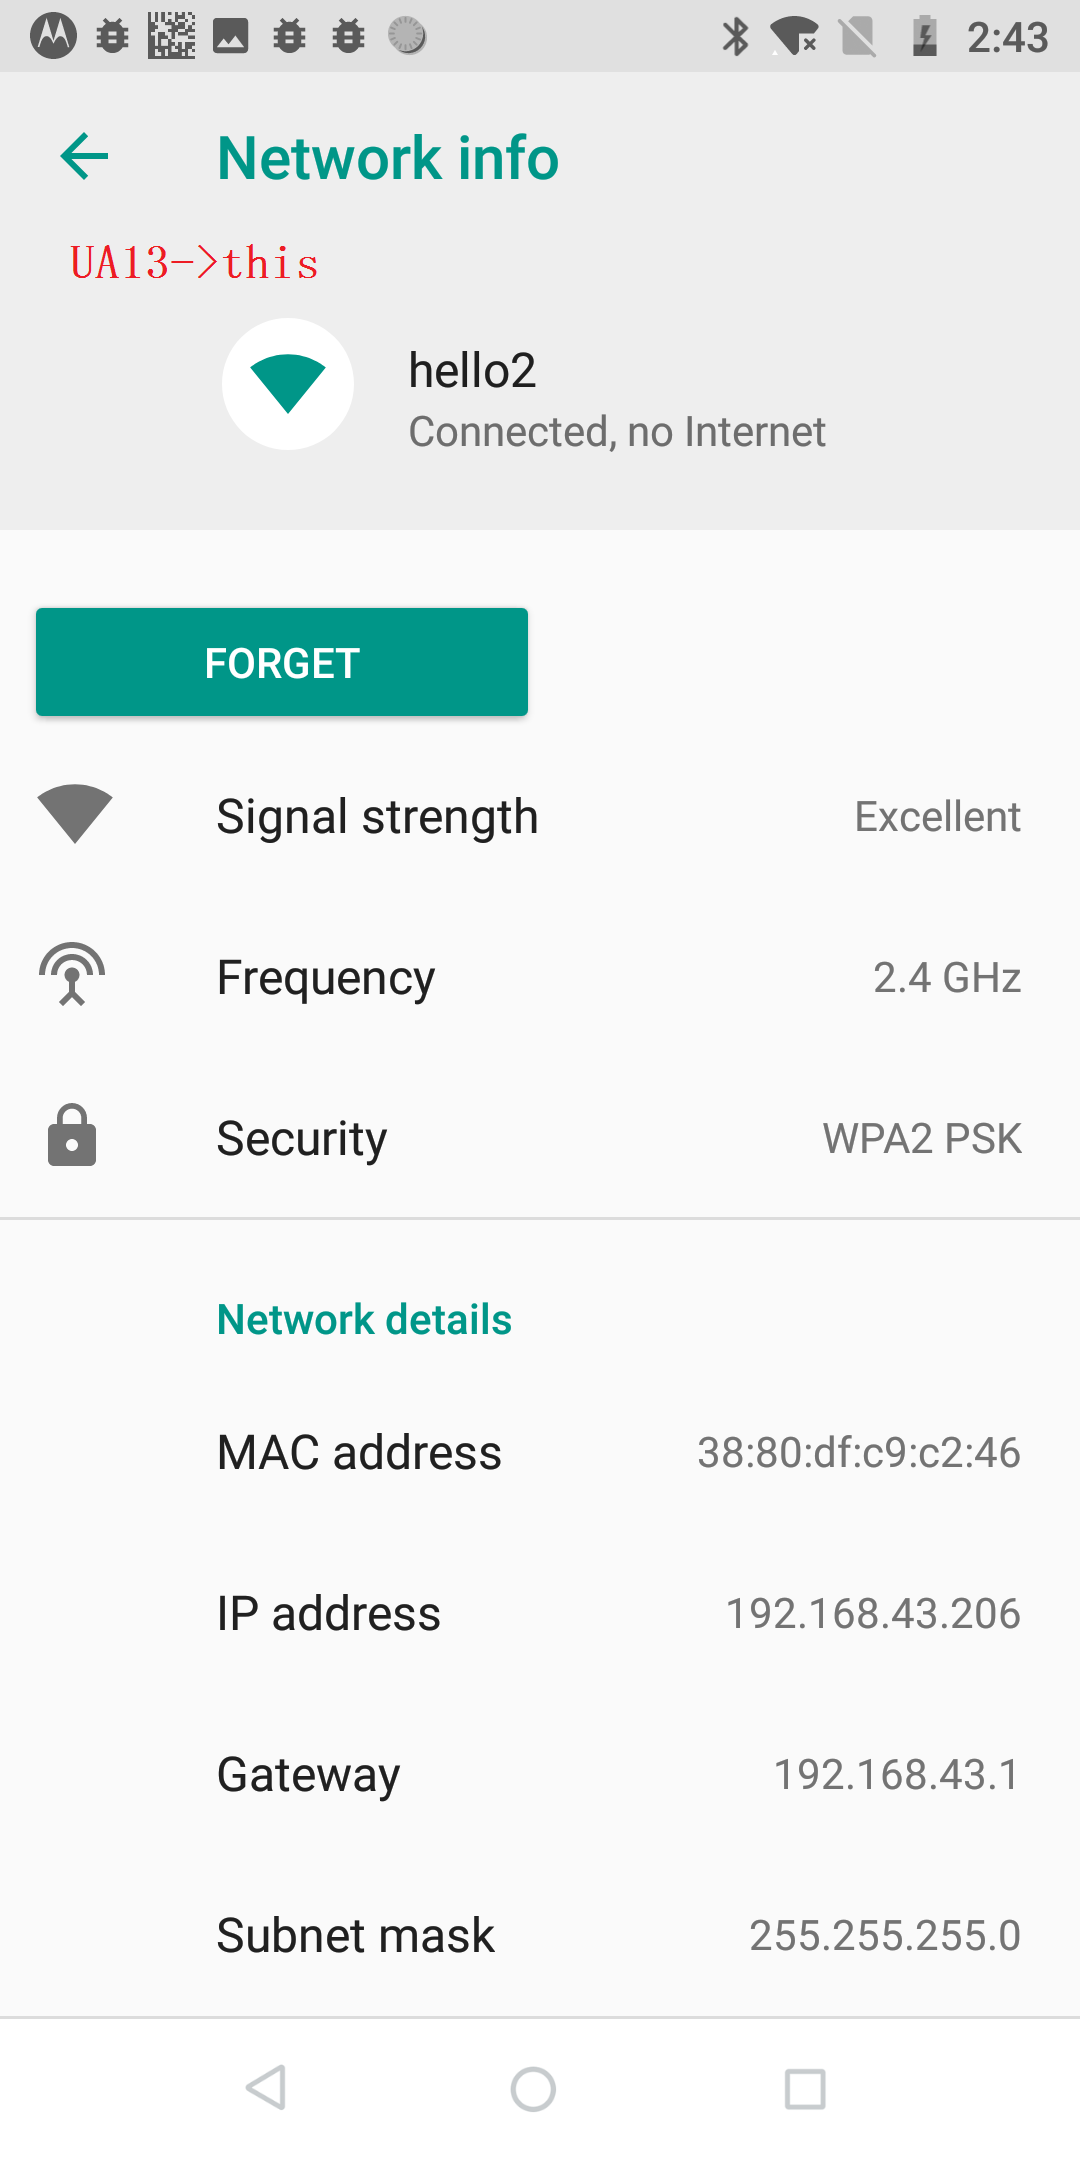 2:43
Network info
UA13->this
hello2
Connected, no Internet
FORGET
Signal strength Excellent
Frequency 2.4 GHz
Security WPA2 PSK
Network details
MAC address 38:80:df:c9:c2:46
IP address 192.168.43.206
Gateway 192.168.43.1
Subnet mask 255.255.255.0